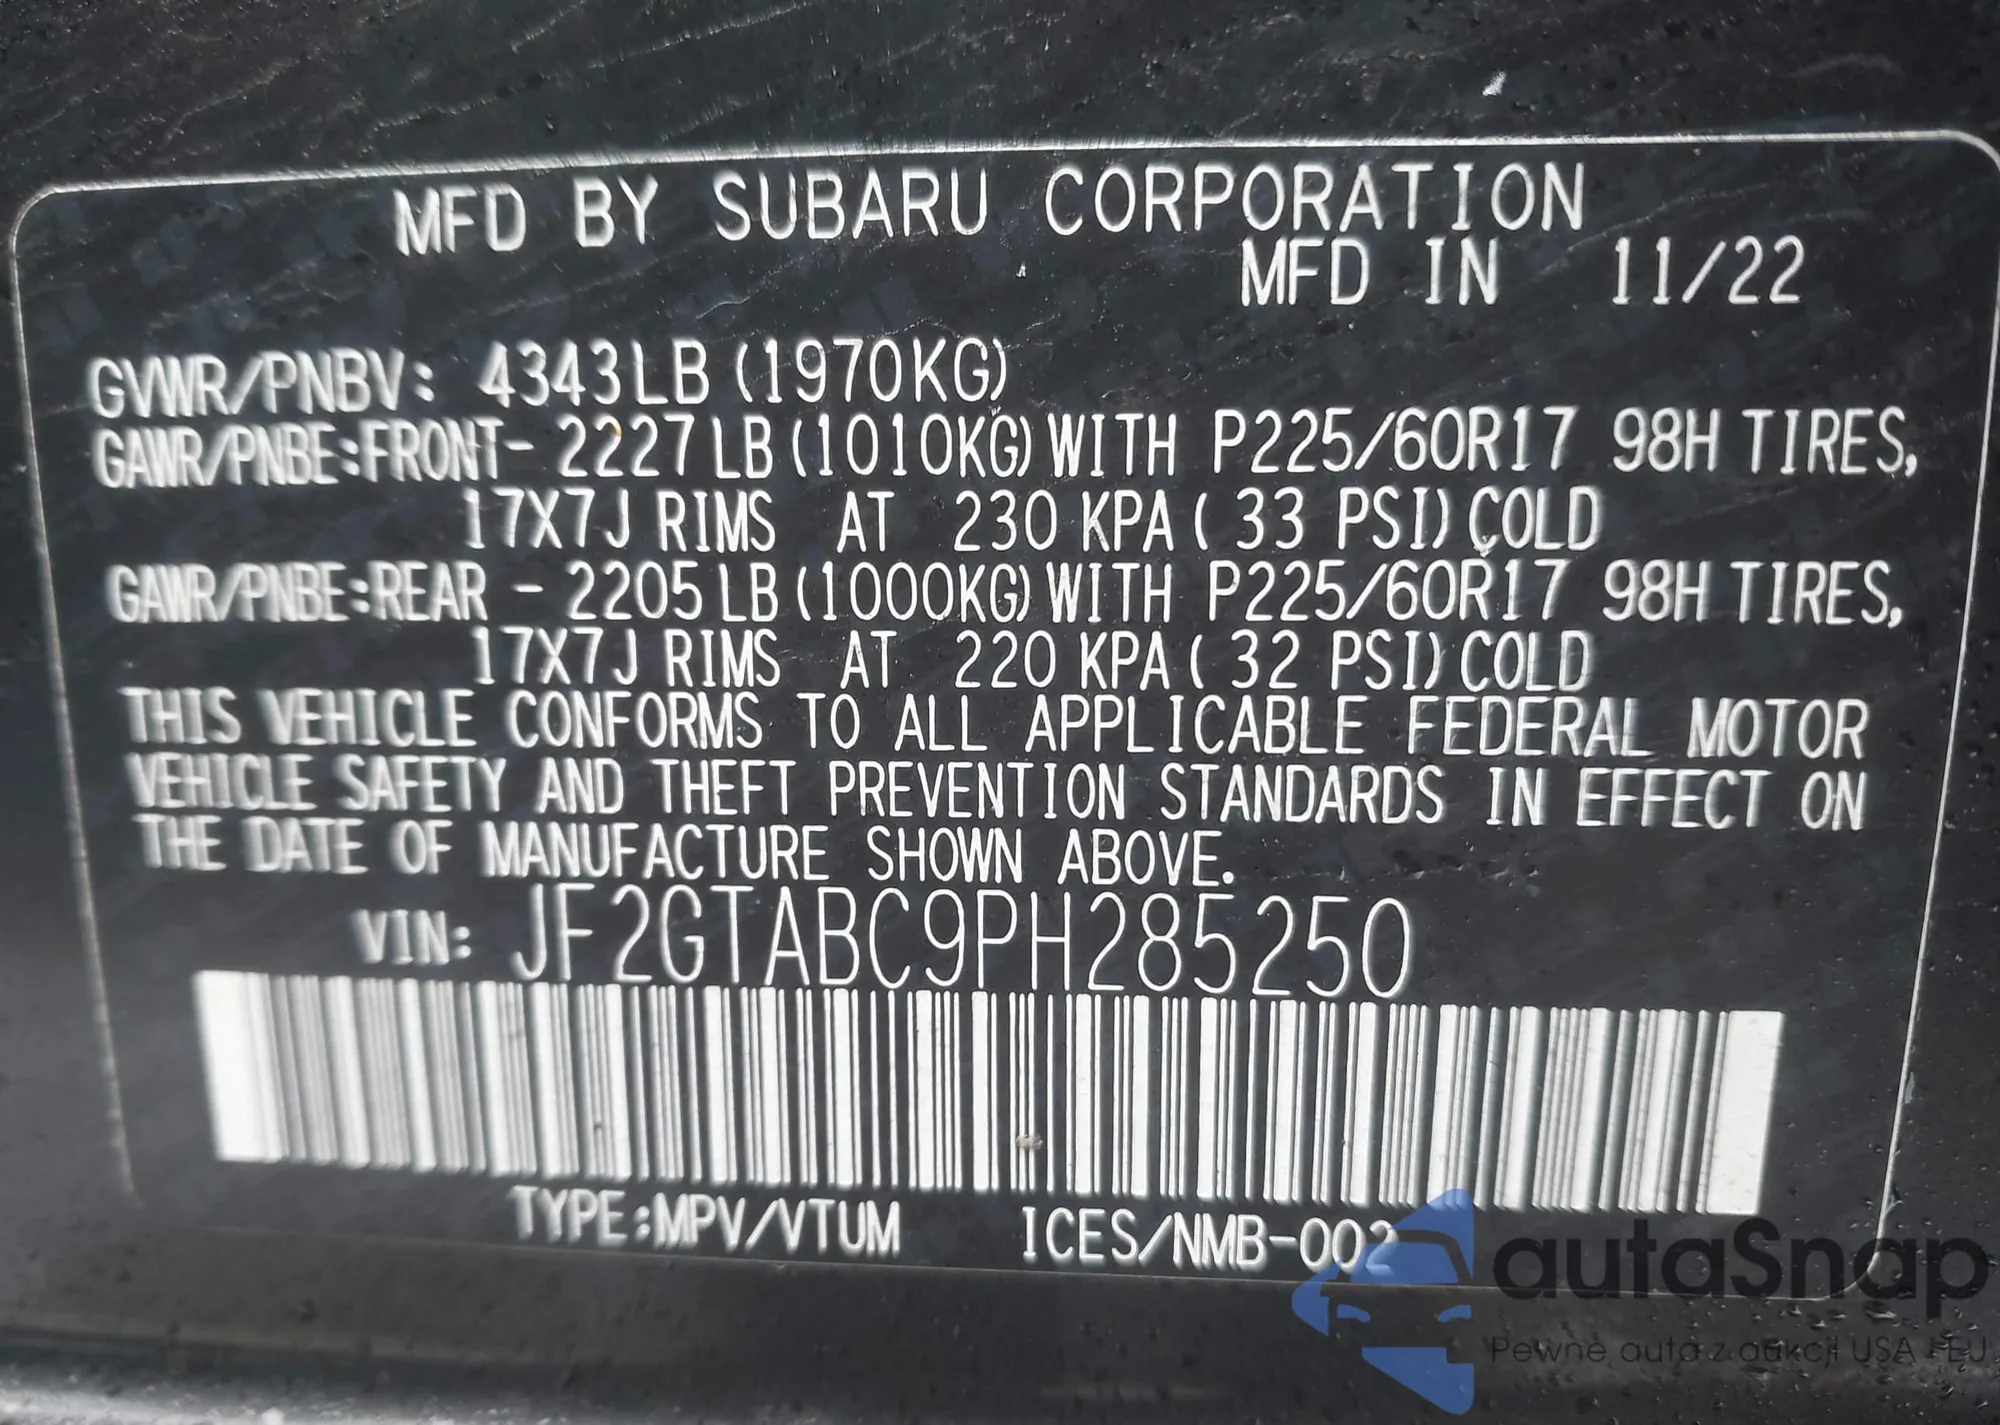 MFD BY SUBARU CORPORATION
MFD IN 11/22
GVWR/PNBV: 4343LB (1970KG)
GAWR/PNBE:FRONT- 2227LB (1010KG) WITH P225/60R17 98H TIRES,
17X7J RIMS AT 230 KPA ( 33 PSI) COLD
GAWR/PNBE:REAR - 2205LB (1000KG) WITH P225/60R17 98H TIRES,
17X7J RIMS AT 220 KPA ( 32 PSI) COLD
THIS VEHICLE CONFORMS TO ALL APPLICABLE FEDERAL MOTOR
VEHICLE SAFETY AND THEFT PREVENTION STANDARDS IN EFFECT ON
THE DATE OF MANUFACTURE SHOWN ABOVE.
VIN: JF2GTABC9PH285250
TYPE:MPV/VTUM ICES/NMB-002
autaSnap
Pewne auta z aukcji USA i EU